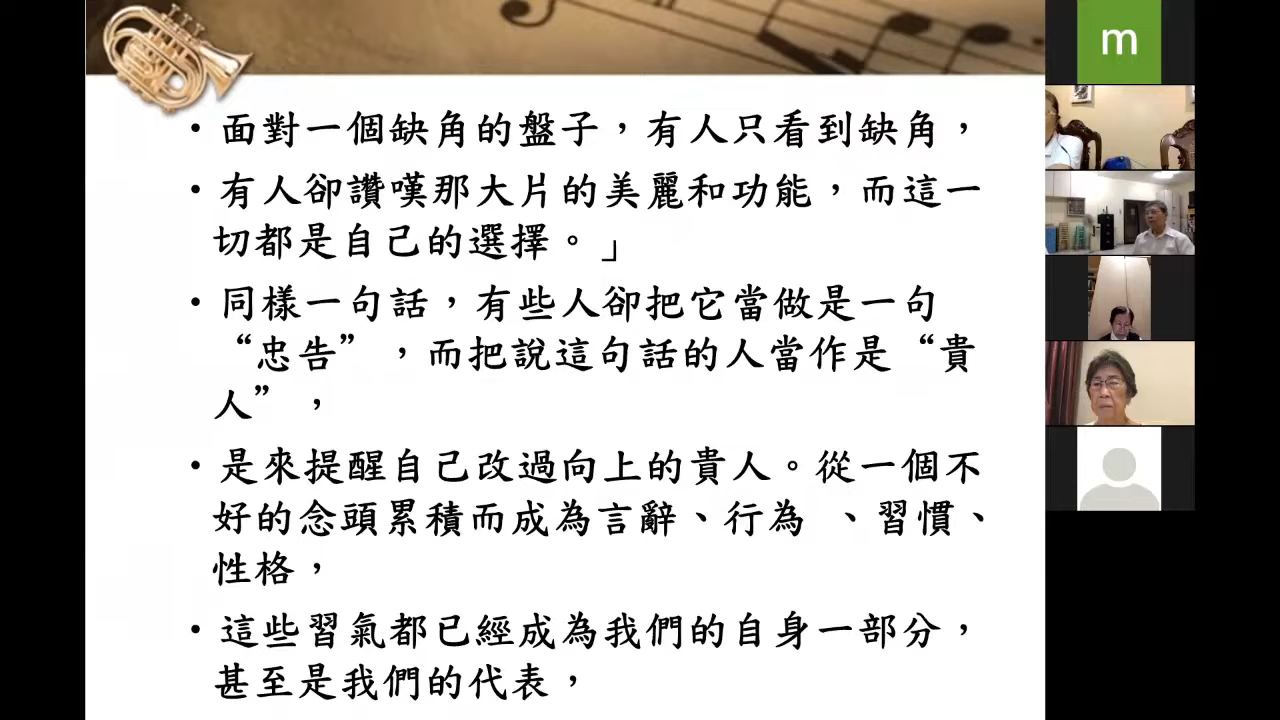 • 面對一個缺角的盤子，有人只看到缺角，
• 有人卻讚嘆那大片的美麗和功能，而這一
切都是自己的選擇。」
• 同樣一句話，有些人卻把它當做是一句
“忠告”，而把說這句話的人當作是“貴
人”，
• 是來提醒自己改過向上的貴人。從一個不
好的念頭累積而成為言辭、行為 、習慣、
性格，
• 這些習氣都已經成為我們的自身一部分，
甚至是我們的代表，
m